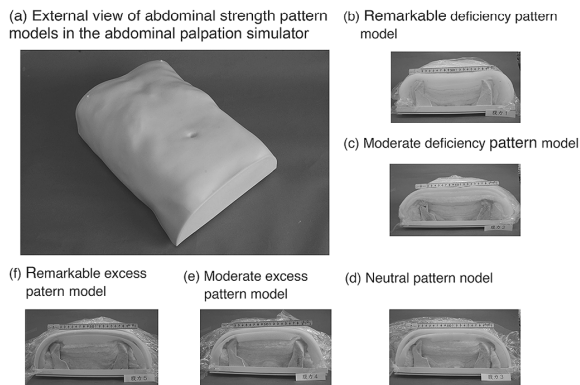 (a) External view of abdominal strength pattern
models in the abdominal palpation simulator
(b) Remarkable deficiency pattern
model
(c) Moderate deficiency pattern model
(f) Remarkable excess
patern model
(e) Moderate excess
pattern model
(d) Neutral pattern nodel